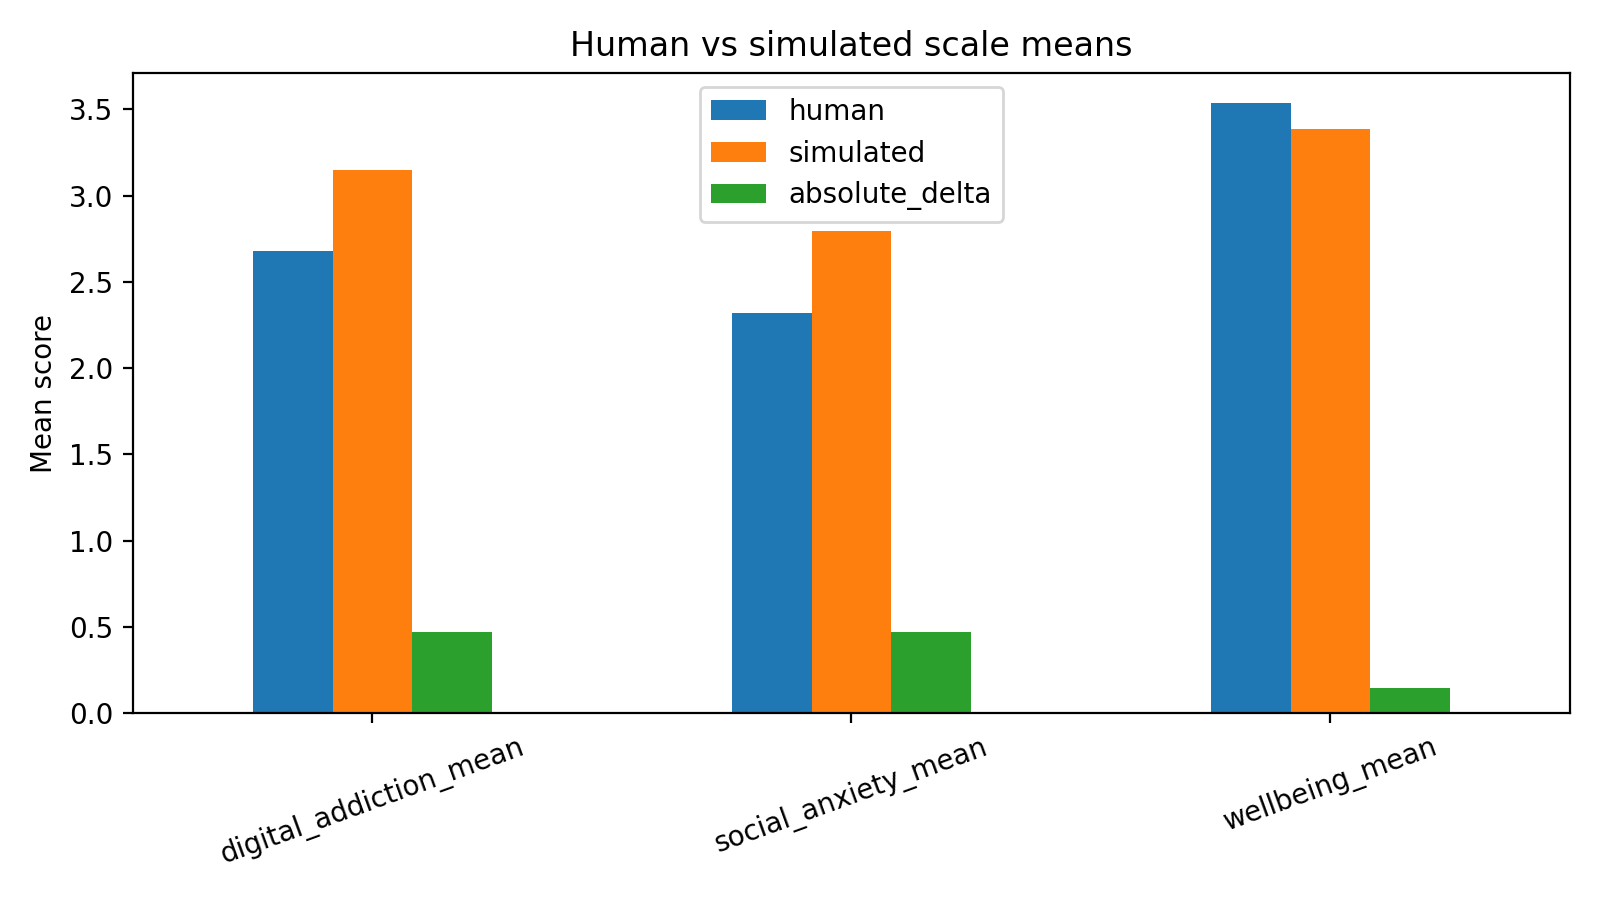 Human vs simulated scale means
human
simulated
absolute_delta
Mean score
3.5
3.0
2.5
2.0
1.5
1.0
0.5
0.0
digital_addiction_mean
social_anxiety_mean
wellbeing_mean